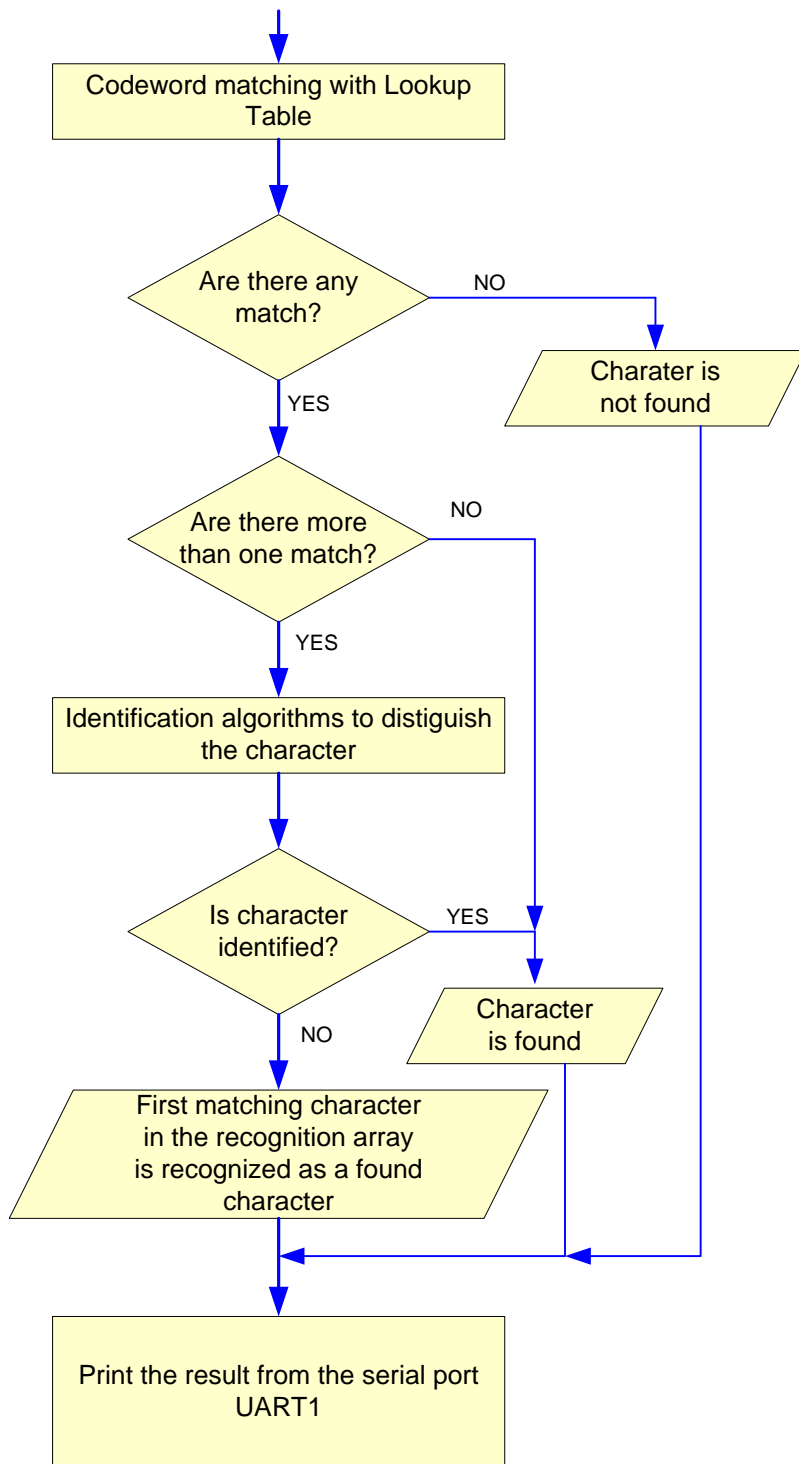 Codeword matching with Lookup
Table
Are there any
match?
NO
Charater is
not found
YES
Are there more
than one match?
NO
YES
Identification algorithms to distiguish
the character
Is character
identified?
YES
Character
is found
NO
First matching character
in the recognition array
is recognized as a found
character
Print the result from the serial port
UART1